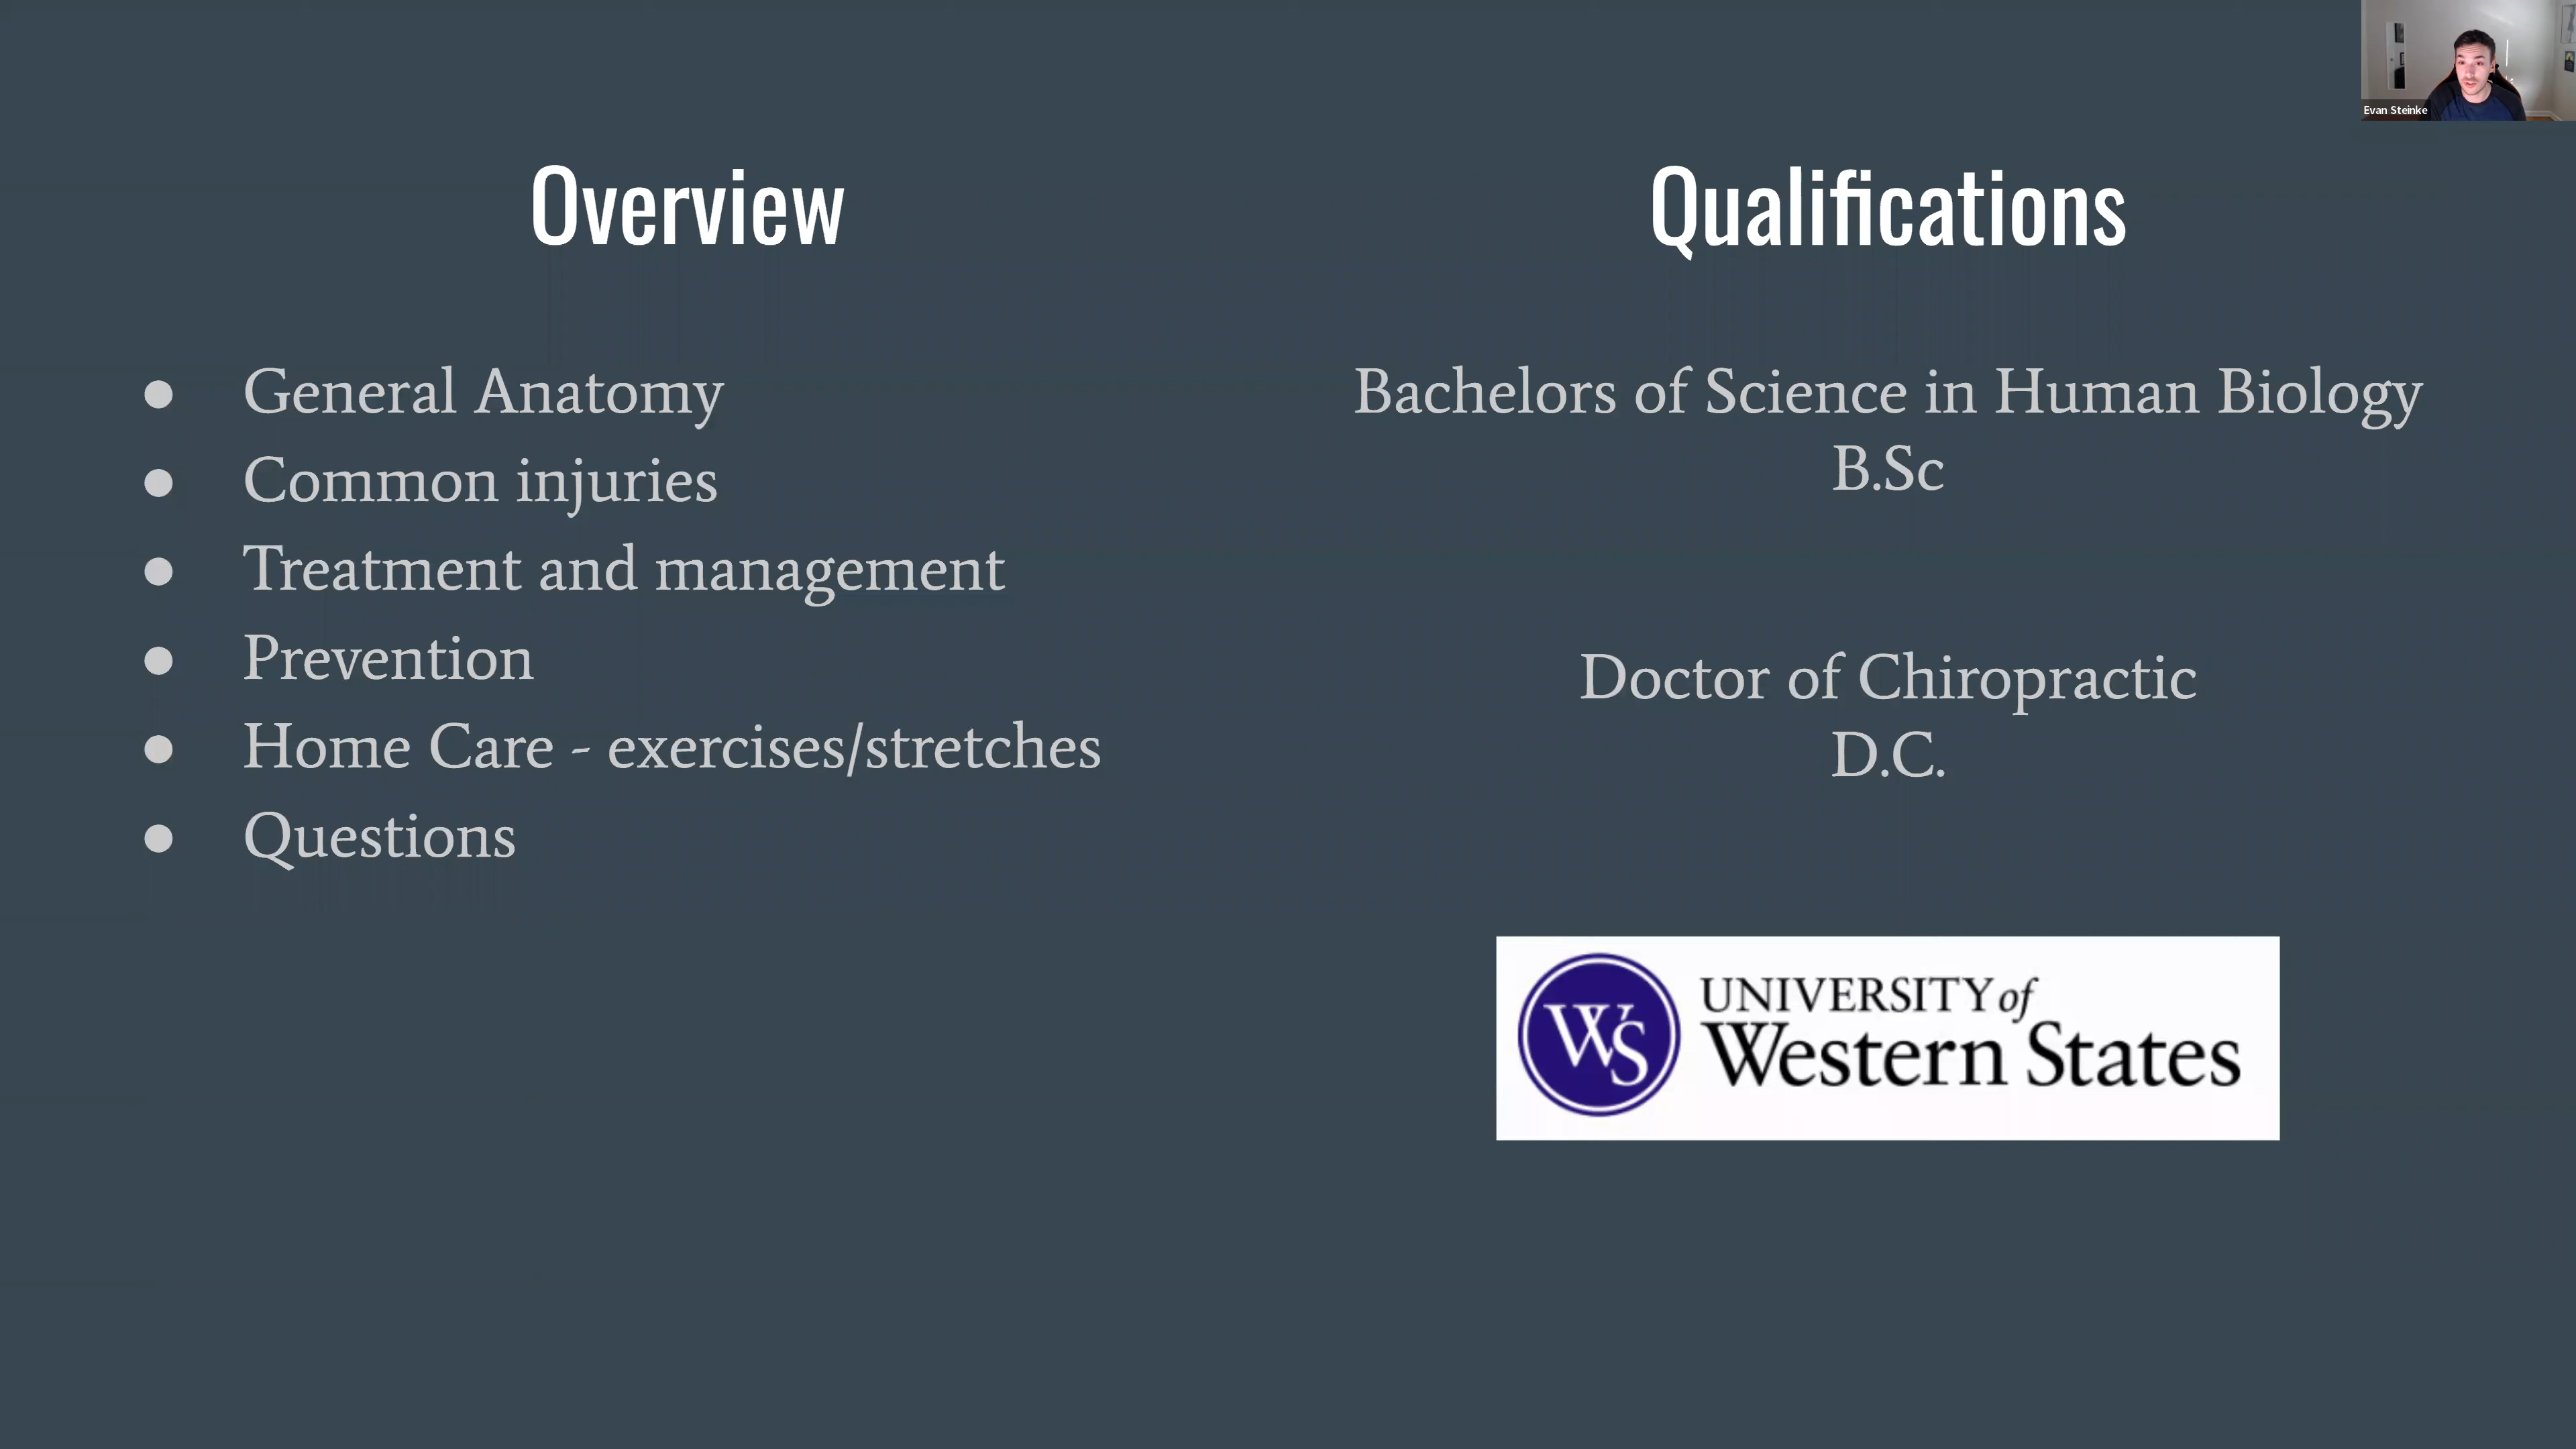 Evan Steinke
Overview
General Anatomy
Common injuries
Treatment and management
Prevention
Home Care - exercises/stretches
Questions
Qualifications
Bachelors of Science in Human Biology
B.Sc
Doctor of Chiropractic
D.C.
WS
UNIVERSITY of
Western States